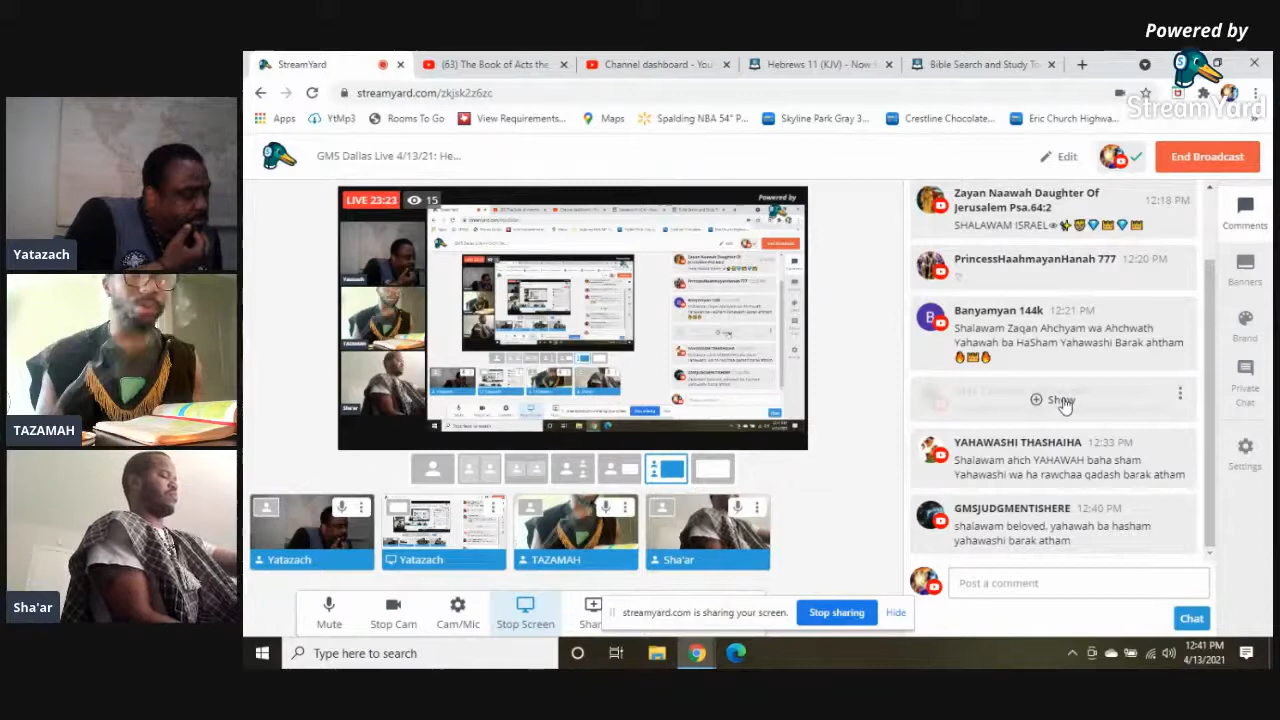 Powered by
StreamYard
StreamYard
(63) The Book of Acts the
Channel dashboard - You
Hebrews 11 (KJV) - Now
Bible Search and Study To
streamyard.com/zkjsk2z6zc
Apps
YtMp3
Rooms To Go
View Requirements...
Maps
Spalding NBA 54" P...
Skyline Park Gray 3...
Crestline Chocolate...
Eric Church Highwa...
GMS Dallas Live 4/13/21: He...
Edit
End Broadcast
LIVE 23:23
15
Powered by
Zayan Naawah Daughter Of
Jerusalem Psa.64:2
12:18 PM
SHALAWAM ISRAEL
PrincessHaahmayanHanah 777
12:20 PM
Banyamyan 144k
12:21 PM
Shalawam Zaqan Ahchyam wa Ahchwath
Yahawah ba HaSham Yahawashi Barak ahtham
Show
YAHAWASHI THASHAIHA
12:33 PM
Shalawam ahch YAHAWAH baha sham
Yahawashi wa ha rawchaa qadash barak atham
GMSJUDGMENTISHERE
12:40 PM
shalawam beloved, yahawah ba hasham
yahawashi barak atham
Post a comment
Chat
Comments
Banners
Brand
Private
Chat
Settings
Yatazach
TAZAMAH
Sha'ar
Yatazach
Yatazach
TAZAMAH
Sha'ar
Mute
Stop Cam
Cam/Mic
Stop Screen
Shar
streamyard.com is sharing your screen.
Stop sharing
Hide
Type here to search
12:41 PM
4/13/2021